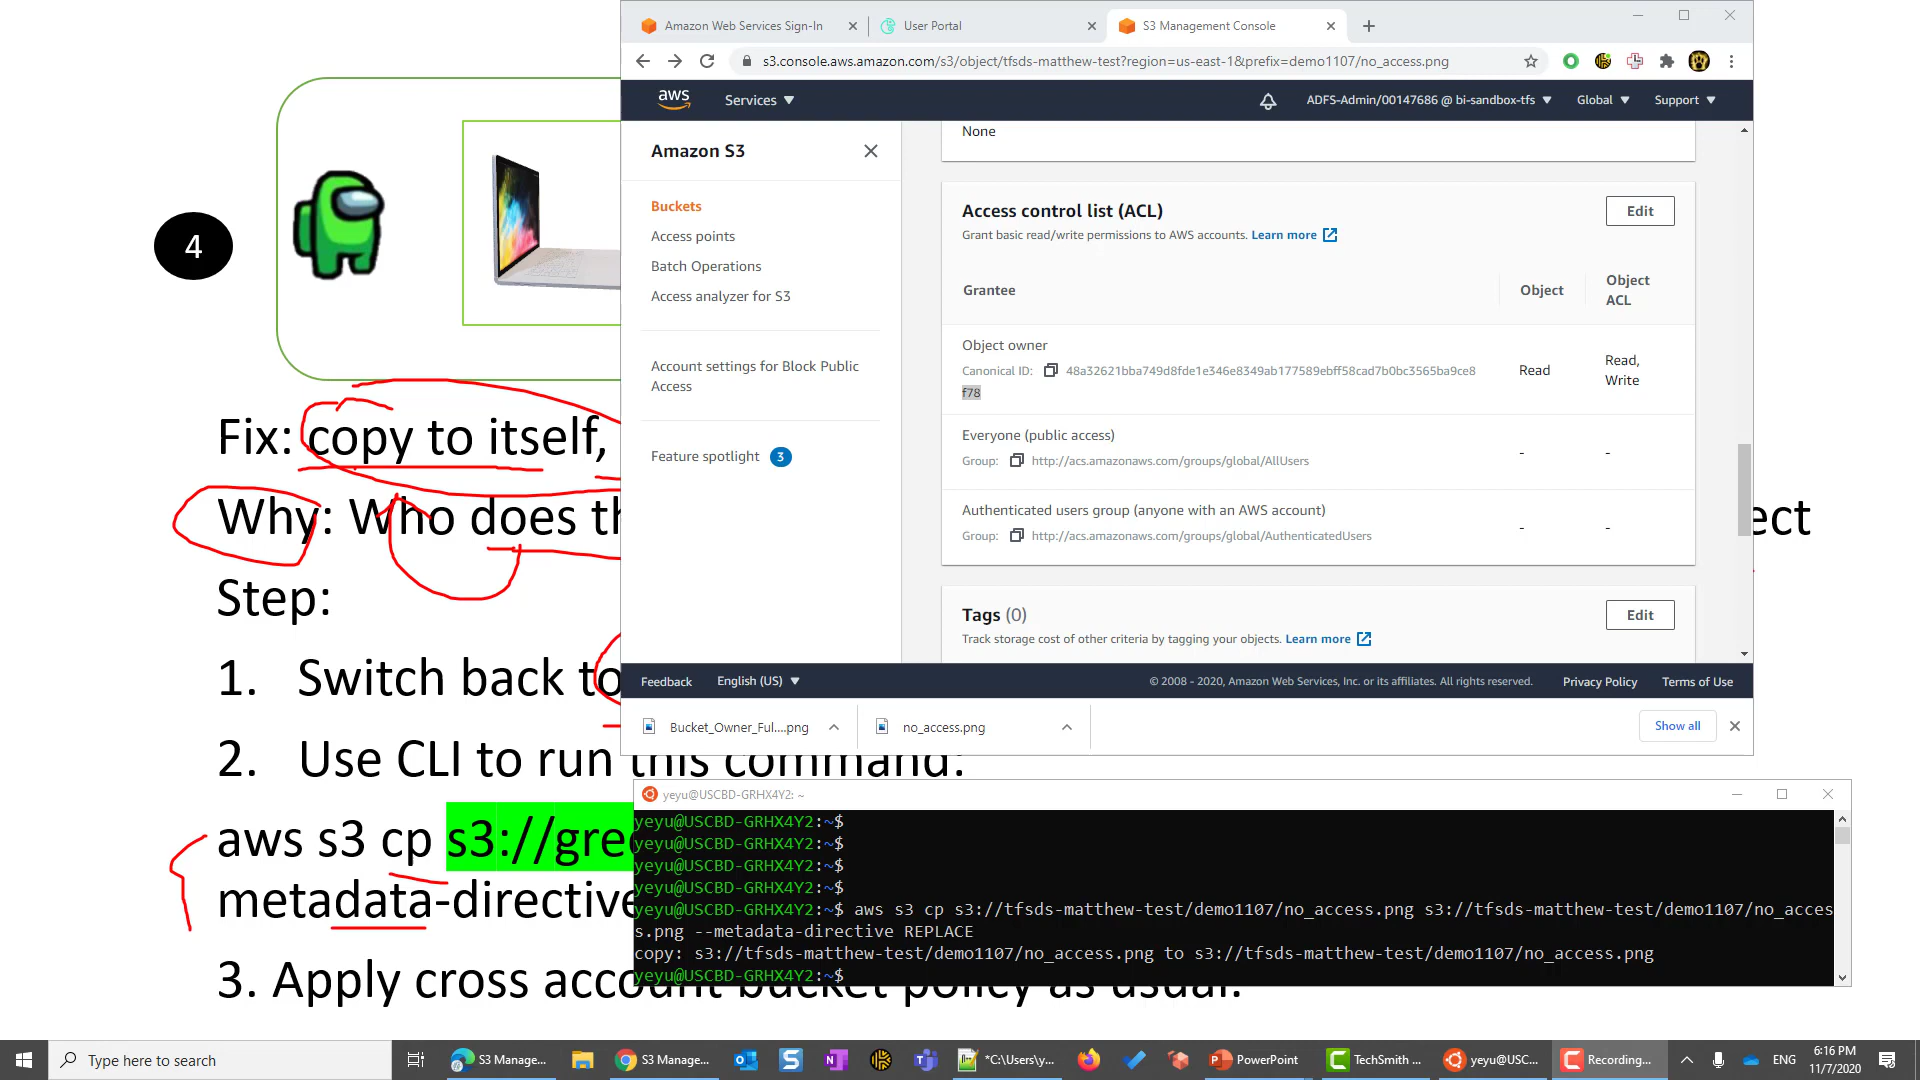 Amazon Web Services Sign-In
User Portal
S3 Management Console
s3.console.aws.amazon.com/s3/object/tfsds-matthew-test?region=us-east-1&prefix=demo1107/no_access.png
aws
Services
ADFS-Admin/00147686 @ bi-sandbox-tfs
Global
Support
Amazon S3
Buckets
Access points
Batch Operations
Access analyzer for S3
Account settings for Block Public
Access
Feature spotlight 3
None
Access control list (ACL)
Edit
Grant basic read/write permissions to AWS accounts. Learn more
Grantee
Object
Object
ACL
Object owner
Canonical ID: 48a32621bba749d8fde1e346e8349ab177589ebff58cad7b0bc3565ba9ce8
f78
Read
Read,
Write
Everyone (public access)
Group: http://acs.amazonaws.com/groups/global/AllUsers
-
-
Authenticated users group (anyone with an AWS account)
Group: http://acs.amazonaws.com/groups/global/AuthenticatedUsers
-
-
Tags (0)
Edit
Track storage cost of other criteria by tagging your objects. Learn more
Feedback
English (US)
© 2008 - 2020, Amazon Web Services, Inc. or its affiliates. All rights reserved.
Privacy Policy
Terms of Use
Bucket_Owner_Ful....png
no_access.png
Show all
4
Fix: copy to itself,
Why: Who does th
ect
Step:
1. Switch back to
2. Use CLI to run this command:
aws s3 cp s3://gre
metadata-directive
3. Apply cross account bucket policy as usual.
yeyu@USCBD-GRHX4Y2: ~
yeyu@USCBD-GRHX4Y2:~$
yeyu@USCBD-GRHX4Y2:~$
yeyu@USCBD-GRHX4Y2:~$
yeyu@USCBD-GRHX4Y2:~$
yeyu@USCBD-GRHX4Y2:~$ aws s3 cp s3://tfsds-matthew-test/demo1107/no_access.png s3://tfsds-matthew-test/demo1107/no_acces
s.png --metadata-directive REPLACE
copy: s3://tfsds-matthew-test/demo1107/no_access.png to s3://tfsds-matthew-test/demo1107/no_access.png
yeyu@USCBD-GRHX4Y2:~$
Type here to search
S3 Manage...
S3 Manage...
*C:\Users\y...
PowerPoint
TechSmith ...
yeyu@USC...
Recording...
ENG
6:16 PM
11/7/2020